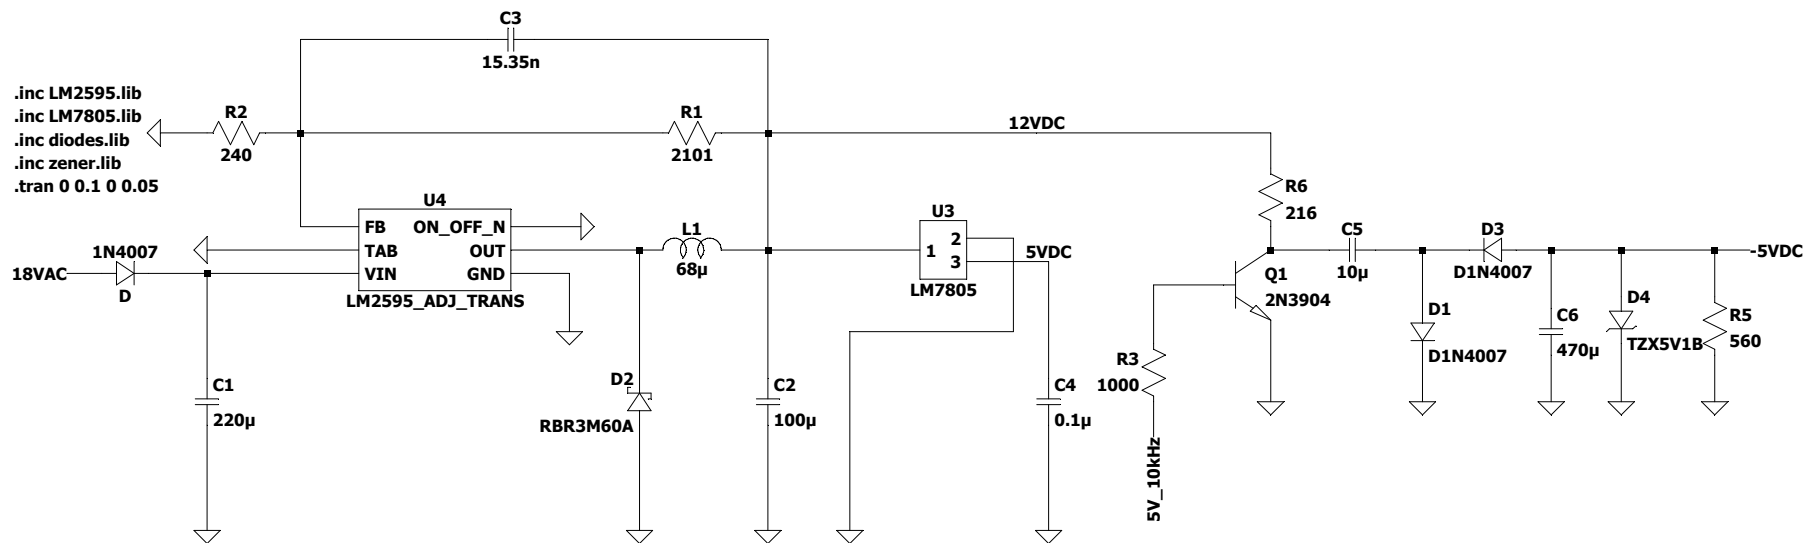 C3
15.35n
.inc LM2595.lib
.inc LM7805.lib
.inc diodes.lib
.inc zener.lib
.tran 0 0.1 0 0.05
R2
240
R1
2101
12VDC
R6
216
U4
FB
ON_OFF_N
TAB
OUT
VIN
GND
LM2595_ADJ_TRANS
1N4007
18VAC
D
L1
68µ
U3
1
2
3
LM7805
5VDC
Q1
2N3904
C5
10µ
D3
D1N4007
-5VDC
D1
D1N4007
C6
470µ
D4
TZX5V1B
R5
560
C1
220µ
D2
RBR3M60A
C2
100µ
C4
0.1µ
R3
1000
5V_10kHz